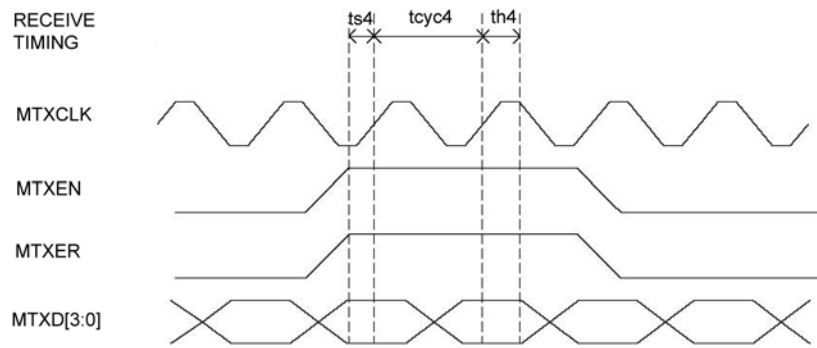 RECEIVE
TIMING
ts4 tcyc4 th4
MTXCLK
MTXEN
MTXER
MTXD[3:0]